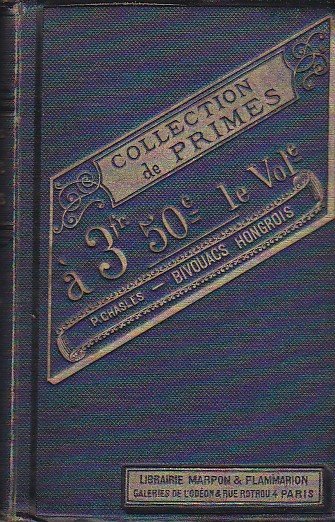 COLLECTION
de PRIMES
à 3fr. 50c le Vole
P. CHASLES — BIVOUACS HONGROIS
LIBRAIRIE MARPON & FLAMMARION
GALERIES DE L'ODÉON & RUE ROTROU 4 PARIS